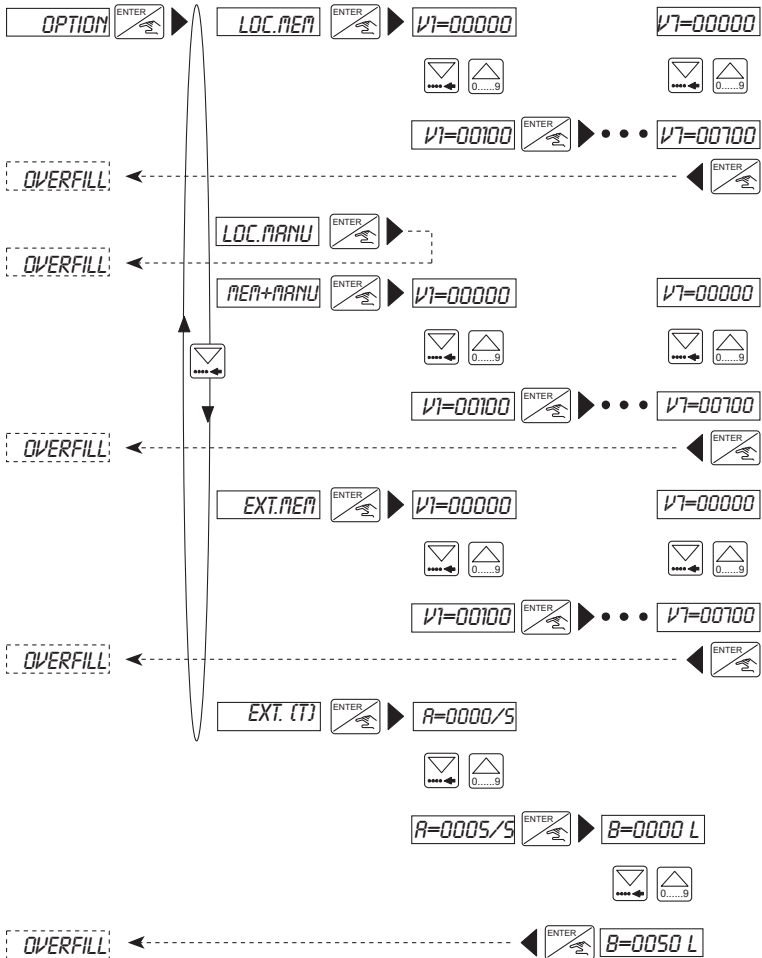 OPTION ENTER LOC.MEM ENTER V1=00000 V7=00000
0......9 0......9
V1=00100 ENTER V7=00700
OVERFILL ENTER
LOC.MANU ENTER
OVERFILL
MEM+MANU ENTER V1=00000 V7=00000
0......9 0......9
V1=00100 ENTER V7=00700
OVERFILL ENTER
EXT.MEM ENTER V1=00000 V7=00000
0......9 0......9
V1=00100 ENTER V7=00700
OVERFILL ENTER
EXT. (T) ENTER A=0000/S
0......9
A=0005/S ENTER B=0000 L
0......9
OVERFILL ENTER B=0050 L